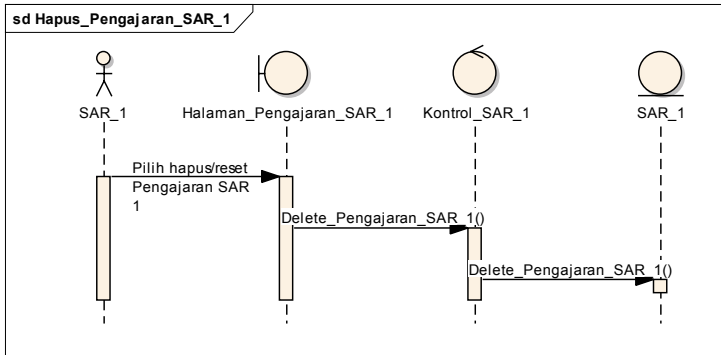 sd Hapus_Pengajaran_SAR_1
SAR_1
Halaman_Pengajaran_SAR_1
Kontrol_SAR_1
SAR_1
Pilih hapus/reset
Pengajaran SAR
1
Delete_Pengajaran_SAR_1()
Delete_Pengajaran_SAR_1()